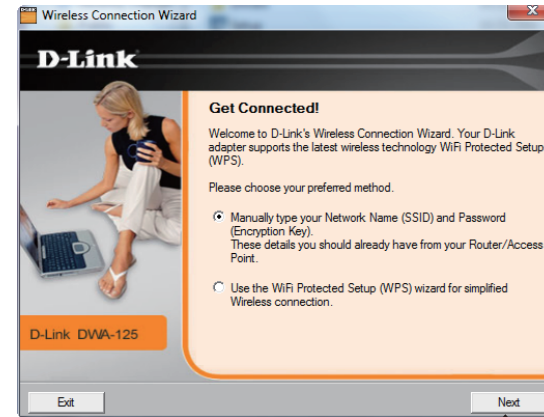 Wireless Connection Wizard
D-Link
Get Connected!
Welcome to D-Link's Wireless Connection Wizard. Your D-Link
adapter supports the latest wireless technology WiFi Protected Setup
(WPS).
Please choose your preferred method.
Manually type your Network Name (SSID) and Password
(Encryption Key).
These details you should already have from your Router/Access
Point.
Use the WiFi Protected Setup (WPS) wizard for simplified
Wireless connection.
D-Link DWA-125
Exit
Next